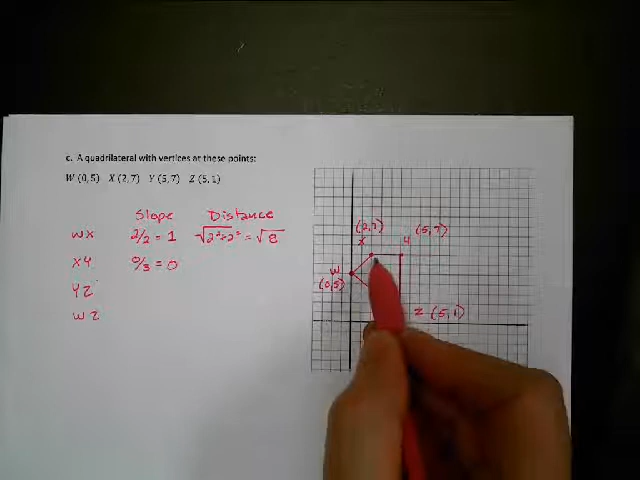 c. A quadrilateral with vertices at these points:
W (0,5) X (2,7) Y (5,7) Z (5,1)
Slope Distance
WX 2/2 = 1 √2²+2² = √8
XY 0/3 = 0
YZ
WZ
(2,7)
X
Y (5,7)
W
(0,5)
Z (5,1)